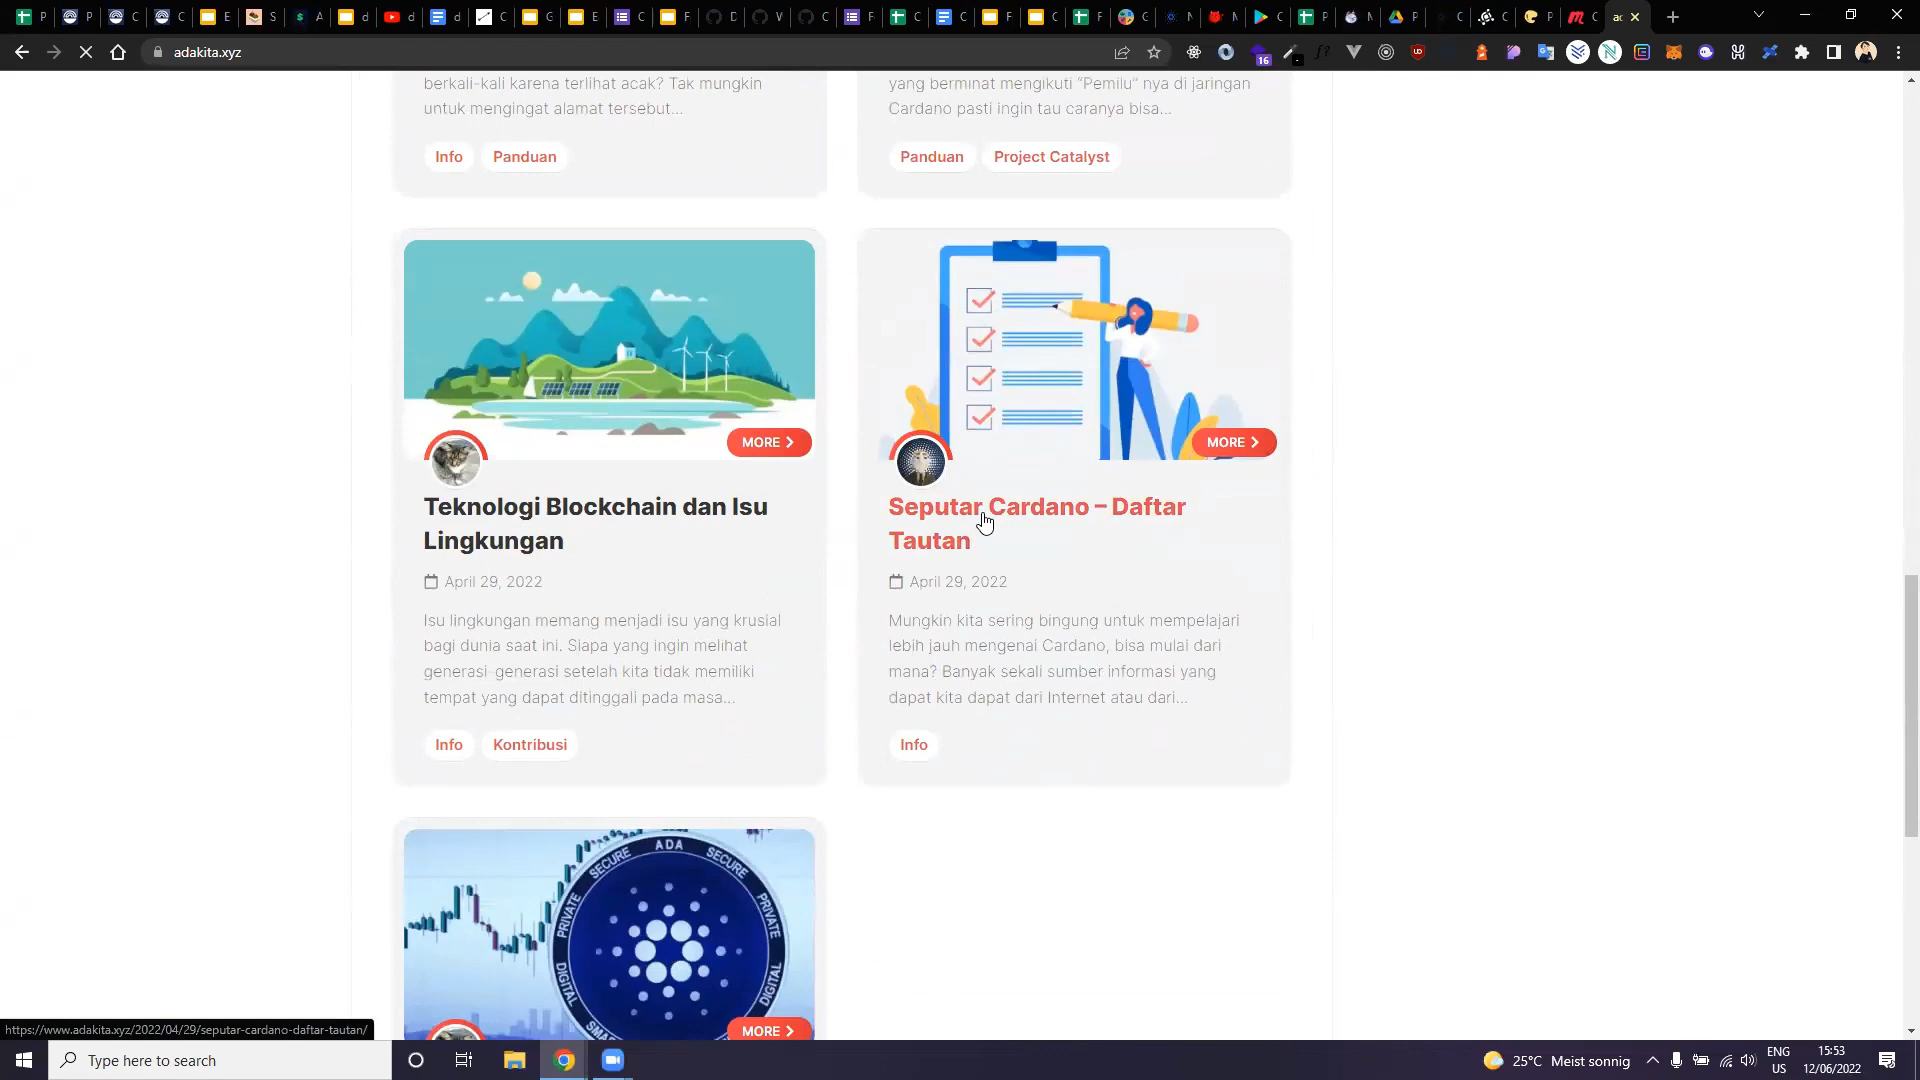 adakita.xyz
16
berkali-kali karena terlihat acak? Tak mungkin
untuk mengingat alamat tersebut...
Info
Panduan
yang berminat mengikuti “Pemilu” nya di jaringan
Cardano pasti ingin tau caranya bisa...
Panduan
Project Catalyst
MORE
Teknologi Blockchain dan Isu
Lingkungan
April 29, 2022
Isu lingkungan memang menjadi isu yang krusial
bagi dunia saat ini. Siapa yang ingin melihat
generasi-generasi setelah kita tidak memiliki
tempat yang dapat ditinggali pada masa...
Info
Kontribusi
MORE
Seputar Cardano – Daftar
Tautan
April 29, 2022
Mungkin kita sering bingung untuk mempelajari
lebih jauh mengenai Cardano, bisa mulai dari
mana? Banyak sekali sumber informasi yang
dapat kita dapat dari Internet atau dari...
Info
ADA
SECURE
SECURE
PRIVATE
PRIVATE
DIGITAL
DIGITAL
MORE
https://www.adakita.xyz/2022/04/29/seputar-cardano-daftar-tautan/
Type here to search
25°C Meist sonnig
ENG
US
15:53
12/06/2022